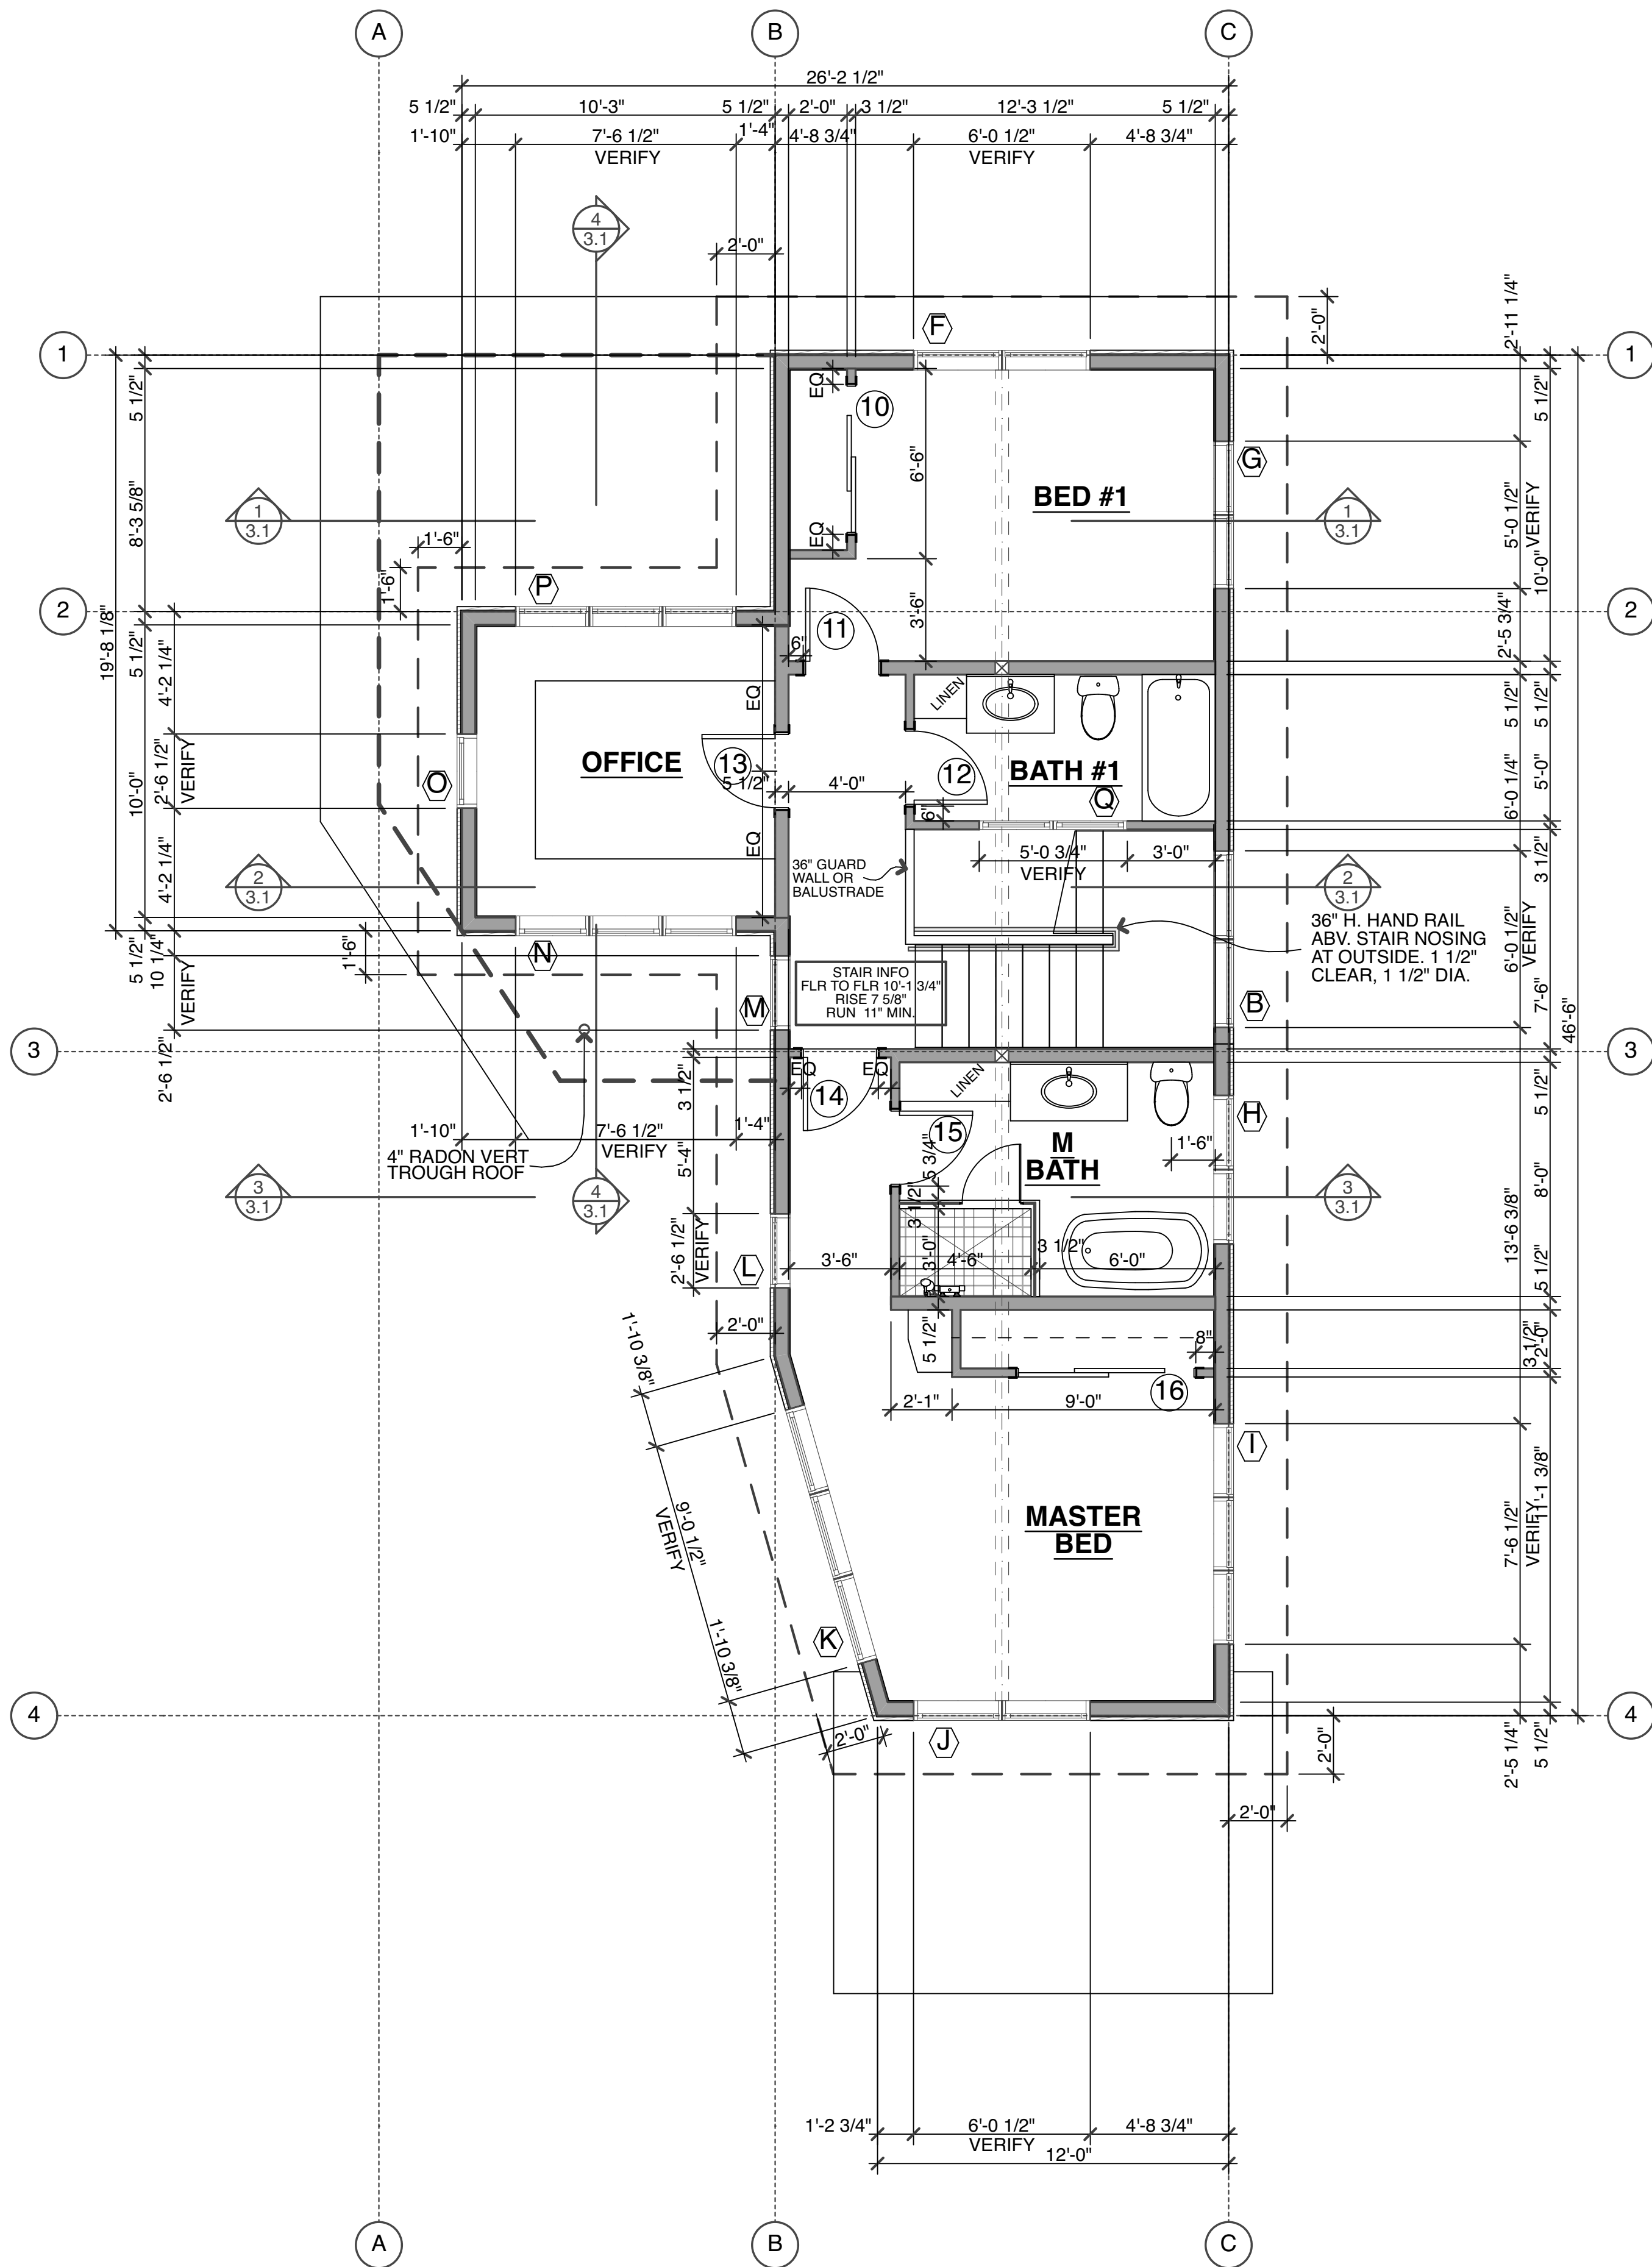 A
B
C
26'-2 1/2"
5 1/2"
10'-3"
5 1/2"
2'-0"
3 1/2"
12'-3 1/2"
5 1/2"
1'-10"
7'-6 1/2"
VERIFY
1'-4"
4'-8 3/4"
6'-0 1/2"
VERIFY
4'-8 3/4"
4
3.1
2'-0"
2'-0"
2'-11 1/4"
F
1
1
5 1/2"
5 1/2"
EQ
10
6'-6"
G
BED #1
8'-3 5/8"
1
3.1
1
3.1
5'-0 1/2"
VERIFY
10'-0"
EQ
1'-6"
1'-6"
P
2
2
19'-8 1/8"
11
3'-6"
6"
2'-5 3/4"
5 1/2"
4'-2 1/4"
EQ
LINEN
5 1/2"
5 1/2"
OFFICE
13
5 1/2"
4'-0"
12
BATH #1
Q
O
2'-6 1/2"
VERIFY
10'-0"
6'-0 1/4"
5'-0"
6"
EQ
36" GUARD
WALL OR
BALUSTRADE
5'-0 3/4"
VERIFY
3'-0"
3 1/2"
4'-2 1/4"
2
3.1
2
3.1
36" H. HAND RAIL
ABV. STAIR NOSING
AT OUTSIDE. 1 1/2"
CLEAR, 1 1/2" DIA.
6'-0 1/2"
VERIFY
7'-6"
46'-6"
1'-6"
N
5 1/2"
10 1/4"
VERIFY
2'-6 1/2"
STAIR INFO
FLR TO FLR 10'-1 3/4"
RISE 7 5/8"
RUN 11" MIN.
M
B
3
3
EQ
EQ
14
LINEN
3 1/2"
5 1/2"
H
1'-10"
7'-6 1/2"
VERIFY
1'-4"
15
M
BATH
1'-6"
4" RADON VERT
TROUGH ROOF
5'-4"
5 3/4"
3
3.1
4
3.1
3
3.1
3 1/2"
8'-0"
13'-6 3/8"
2'-6 1/2"
VERIFY
L
3'-6"
3'-0"
4'-6"
3 1/2"
6'-0"
5 1/2"
2'-0"
5 1/2"
8"
3 1/2"
2'-0"
1'-10 3/8"
16
2'-1"
9'-0"
I
11'-1 3/8"
9'-0 1/2"
VERIFY
MASTER
BED
7'-6 1/2"
VERIFY
K
1'-10 3/8"
4
4
2'-0"
J
2'-0"
2'-5 1/4"
5 1/2"
2'-0"
1'-2 3/4"
6'-0 1/2"
VERIFY
4'-8 3/4"
12'-0"
A
B
C